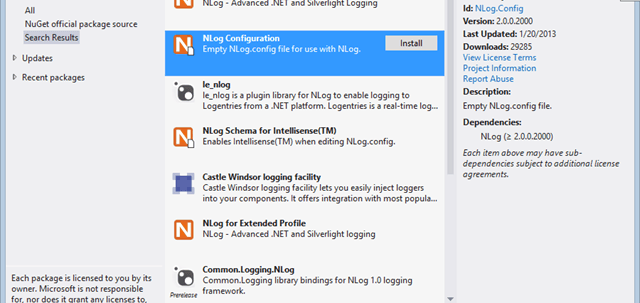 All
NuGet official package source
Search Results
Updates
Recent packages
Each package is licensed to you by its
owner. Microsoft is not responsible
for, nor does it grant any licenses to,
NLog - Advanced .NET and Silverlight Logging
NLog Configuration
Empty NLog.config file for use with NLog.
Install
le_nlog
le_nlog is a plugin library for NLog to enable logging to
Logentries from a .NET platform. Logentries is a real-time log...
NLog Schema for Intellisense(TM)
Enables Intellisense(TM) when editing NLog.config.
Castle Windsor logging facility
Castle Windsor logging facility lets you easily inject loggers
into your components. It offers integration with most popula...
NLog for Extended Profile
NLog - Advanced .NET and Silverlight logging
Common.Logging.NLog
Common.Logging library bindings for NLog 1.0 logging
framework.
Prerelease
Id: NLog.Config
Version: 2.0.0.2000
Last Updated: 1/20/2013
Downloads: 29285
View License Terms
Project Information
Report Abuse
Description:
Empty NLog.config file.
Dependencies:
NLog (≥ 2.0.0.2000)
Each item above may have sub-
dependencies subject to additional license
agreements.